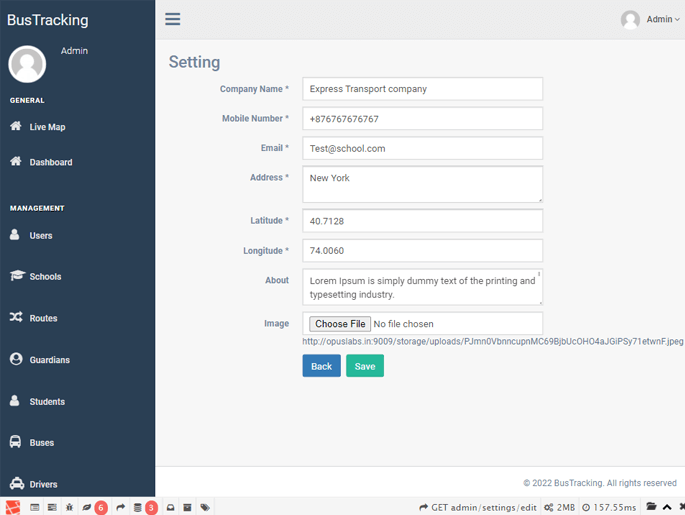 BusTracking
Admin
Admin
GENERAL
Live Map
Dashboard
MANAGEMENT
Users
Schools
Routes
Guardians
Students
Buses
Drivers
Setting
Company Name * Express Transport company
Mobile Number * +876767676767
Email * Test@school.com
Address * New York
Latitude * 40.7128
Longitude * 74.0060
About Lorem Ipsum is simply dummy text of the printing and
typesetting industry.
Image Choose File No file chosen
http://opuslabs.in:9009/storage/uploads/PJmn0VbnncupnMC69BjbUcOHO4aJGiPSy71etwnF.jpeg
Back Save
© 2022 BusTracking. All rights reserved
6 3 GET admin/settings/edit 2MB 157.55ms